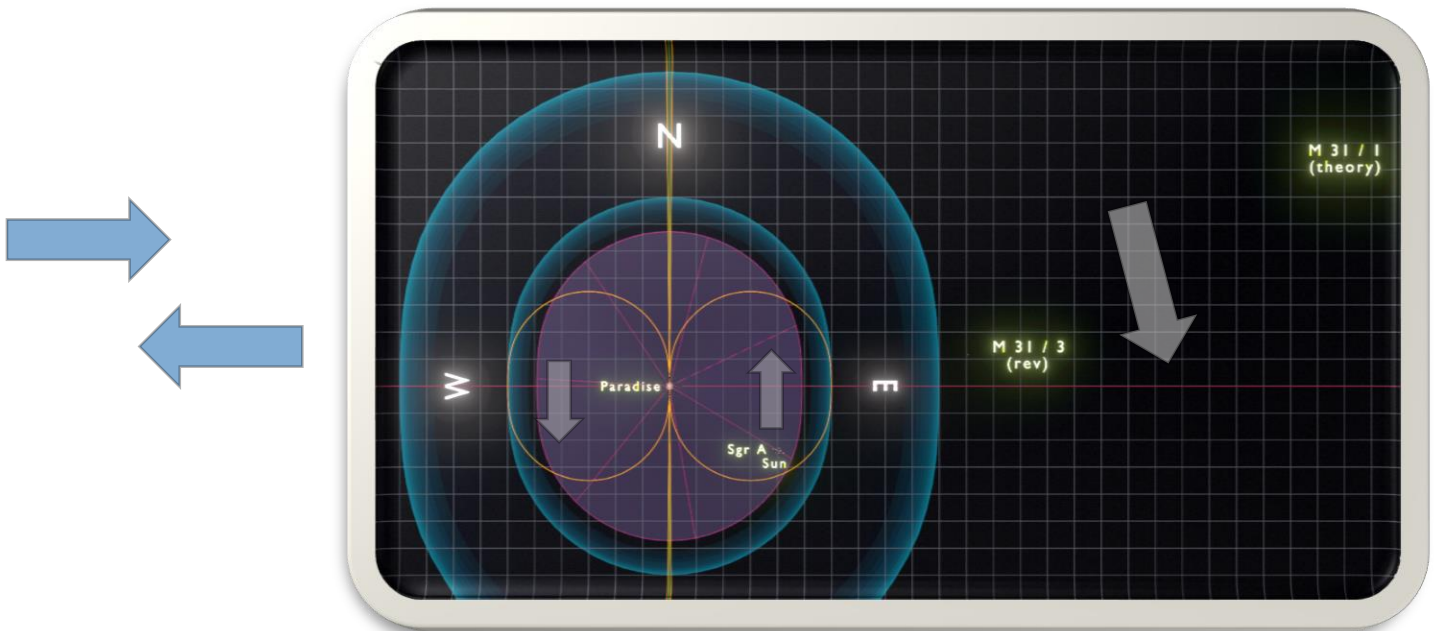 N
M 31 / 1
(theory)
M 31 / 3
(rev)
W
Paradise
E
Sgr A
Sun